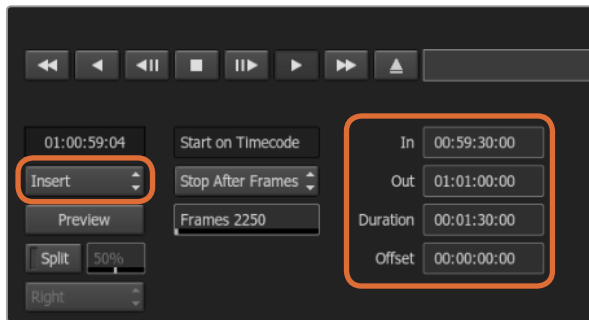 01:00:59:04 Start on Timecode In 00:59:30:00
Insert Stop After Frames Out 01:01:00:00
Preview Frames 2250 Duration 00:01:30:00
Split 50% Offset 00:00:00:00
Right